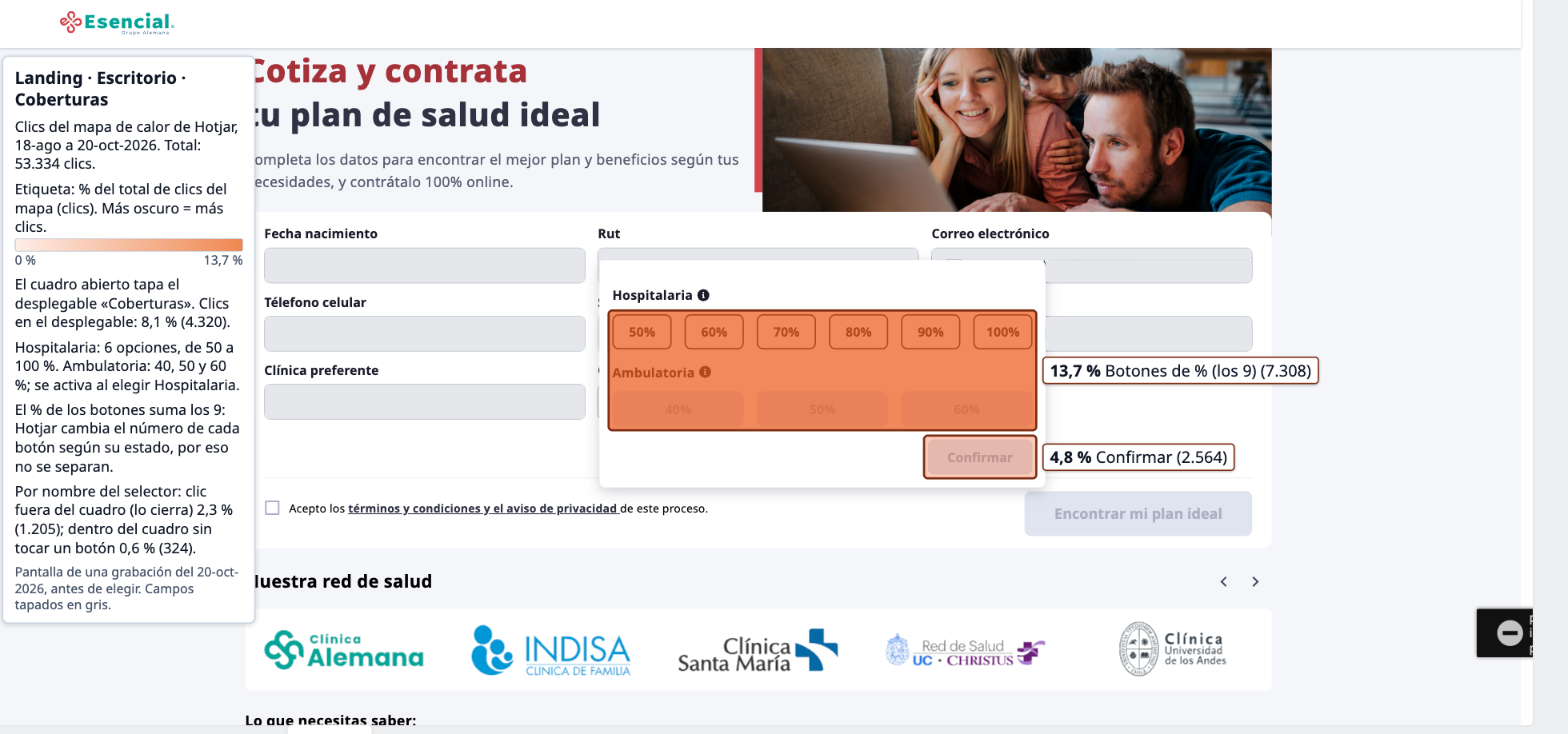 Esencial.
Grupo Alemana
Landing · Escritorio ·
Coberturas
Clics del mapa de calor de Hotjar,
18-ago a 20-oct-2026. Total:
53.334 clics.
Etiqueta: % del total de clics del
mapa (clics). Más oscuro = más
clics.
0 %
13,7 %
El cuadro abierto tapa el
desplegable «Coberturas». Clics
en el desplegable: 8,1 % (4.320).
Hospitalaria: 6 opciones, de 50 a
100 %. Ambulatoria: 40, 50 y 60
%; se activa al elegir Hospitalaria.
El % de los botones suma los 9:
Hotjar cambia el número de cada
botón según su estado, por eso
no se separan.
Por nombre del selector: clic
fuera del cuadro (lo cierra) 2,3 %
(1.205); dentro del cuadro sin
tocar un botón 0,6 % (324).
Pantalla de una grabación del 20-oct-
2026, antes de elegir. Campos
tapados en gris.
Cotiza y contrata
tu plan de salud ideal
ompleta los datos para encontrar el mejor plan y beneficios según tus
ecesidades, y contrátalo 100% online.
Fecha nacimiento
Rut
Correo electrónico
Télefono celular
Clínica preferente
Hospitalaria
50%
60%
70%
80%
90%
100%
Ambulatoria
40%
50%
60%
13,7 % Botones de % (los 9) (7.308)
Confirmar
4,8 % Confirmar (2.564)
Acepto los términos y condiciones y el aviso de privacidad de este proceso.
Encontrar mi plan ideal
Nuestra red de salud
Clínica
Alemana
INDISA
CLINICA DE FAMILIA
Clínica
Santa María
Red de Salud
UC · CHRISTUS
Clínica
Universidad
de los Andes
Lo que necesitas saber: